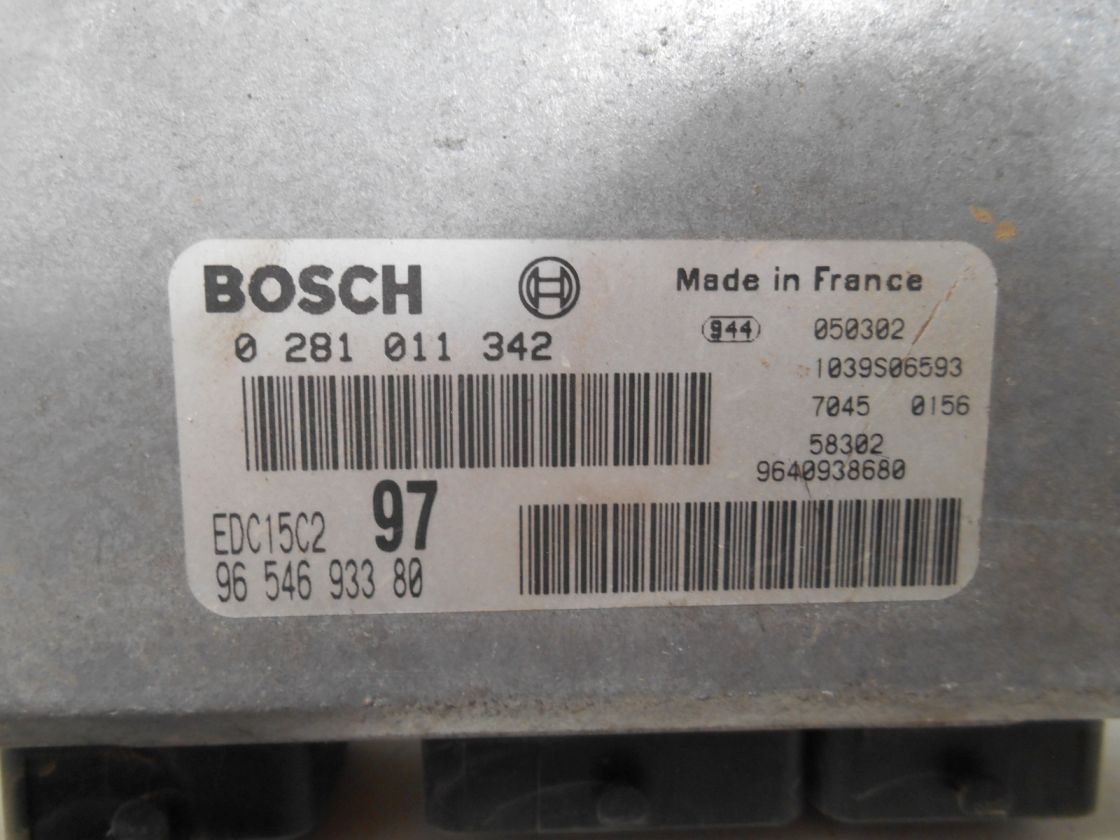 BOSCH
Made in France
0 281 011 342
944 050302
1039S06593
7045 0156
58302
9640938680
97
EDC15C2
96 546 933 80